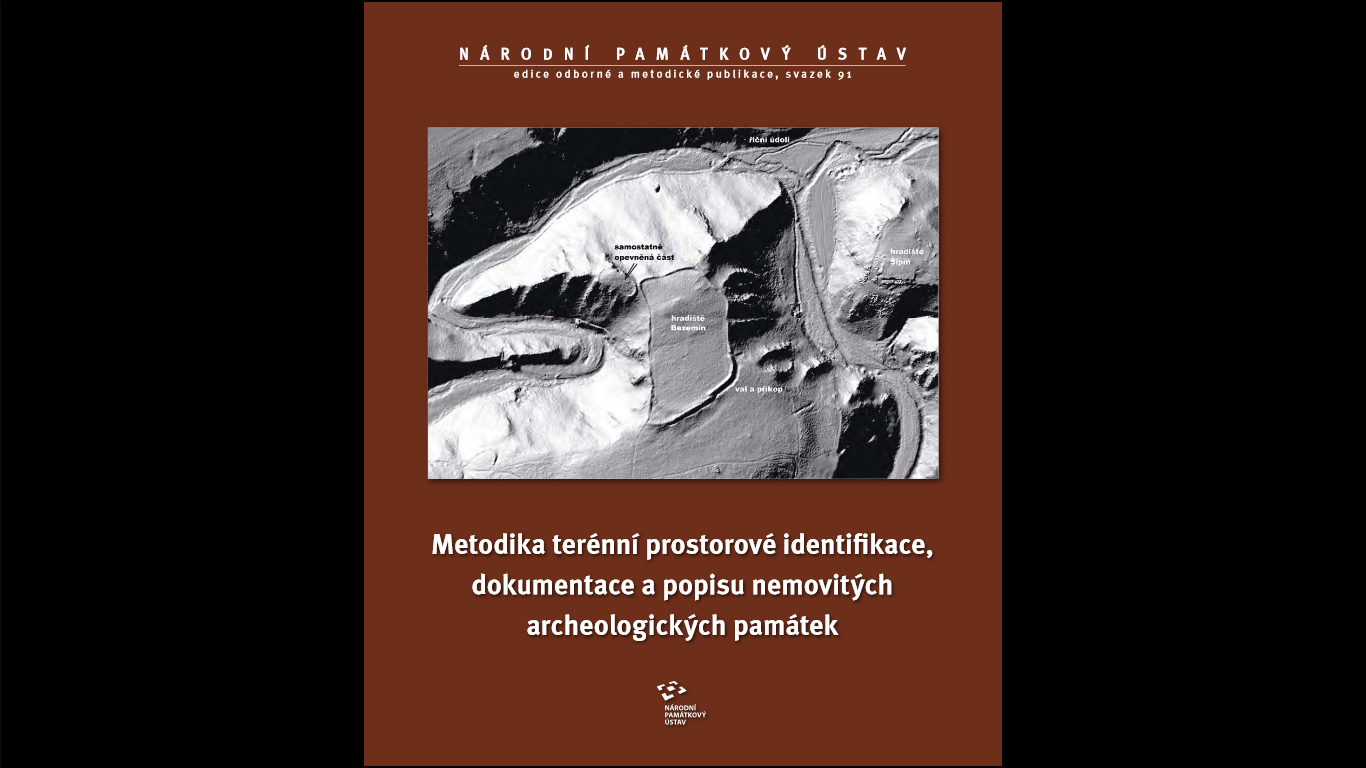 NÁRODNÍ PAMÁTKOVÝ ÚSTAV
edice odborné a metodické publikace, svazek 91
říční údolí
samostatně
opevněná část
hradiště
Šipín
hradiště
Bezemín
val a příkop
Metodika terénní prostorové identifikace,
dokumentace a popisu nemovitých
archeologických památek
NÁRODNÍ
PAMÁTKOVÝ
ÚSTAV